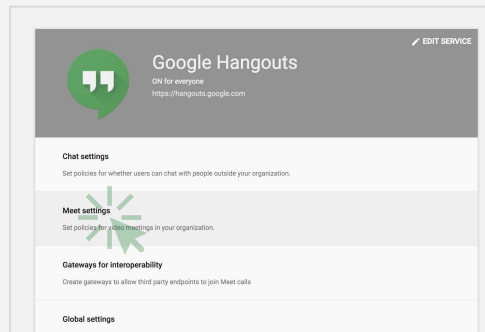 EDIT SERVICE
Google Hangouts
ON for everyone
https://hangouts.google.com
Chat settings
Set policies for whether users can chat with people outside your organization.
Meet settings
Set policies for video meetings in your organization.
Gateways for interoperability
Create gateways to allow third party endpoints to join Meet calls
Global settings